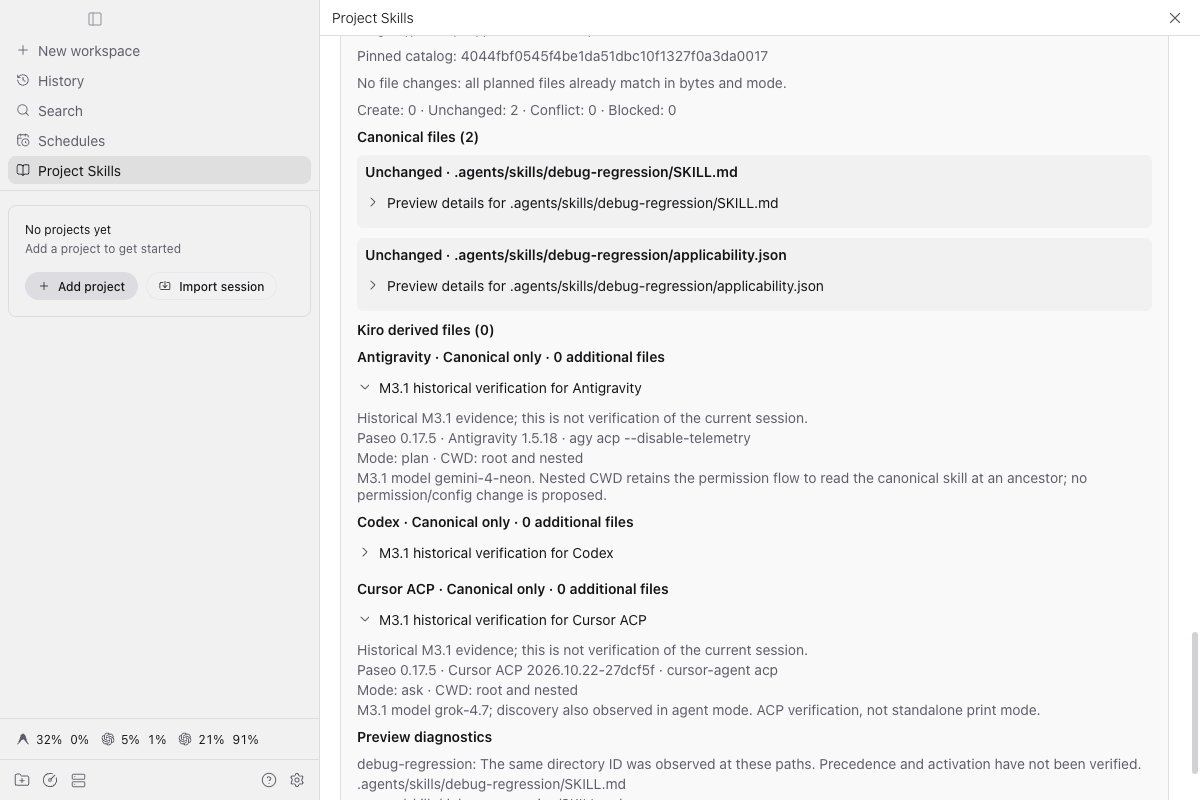 Project Skills
New workspace
History
Search
Schedules
Project Skills
No projects yet
Add a project to get started
Add project
Import session
32% 0% 5% 1% 21% 91%
Pinned catalog: 4044fbf0545f4be1da51dbc10f1327f0a3da0017
No file changes: all planned files already match in bytes and mode.
Create: 0 · Unchanged: 2 · Conflict: 0 · Blocked: 0
Canonical files (2)
Unchanged · .agents/skills/debug-regression/SKILL.md
Preview details for .agents/skills/debug-regression/SKILL.md
Unchanged · .agents/skills/debug-regression/applicability.json
Preview details for .agents/skills/debug-regression/applicability.json
Kiro derived files (0)
Antigravity · Canonical only · 0 additional files
M3.1 historical verification for Antigravity
Historical M3.1 evidence; this is not verification of the current session.
Paseo 0.17.5 · Antigravity 1.5.18 · agy acp --disable-telemetry
Mode: plan · CWD: root and nested
M3.1 model gemini-4-neon. Nested CWD retains the permission flow to read the canonical skill at an ancestor; no
permission/config change is proposed.
Codex · Canonical only · 0 additional files
M3.1 historical verification for Codex
Cursor ACP · Canonical only · 0 additional files
M3.1 historical verification for Cursor ACP
Historical M3.1 evidence; this is not verification of the current session.
Paseo 0.17.5 · Cursor ACP 2026.10.22-27dcf5f · cursor-agent acp
Mode: ask · CWD: root and nested
M3.1 model grok-4.7; discovery also observed in agent mode. ACP verification, not standalone print mode.
Preview diagnostics
debug-regression: The same directory ID was observed at these paths. Precedence and activation have not been verified.
.agents/skills/debug-regression/SKILL.md